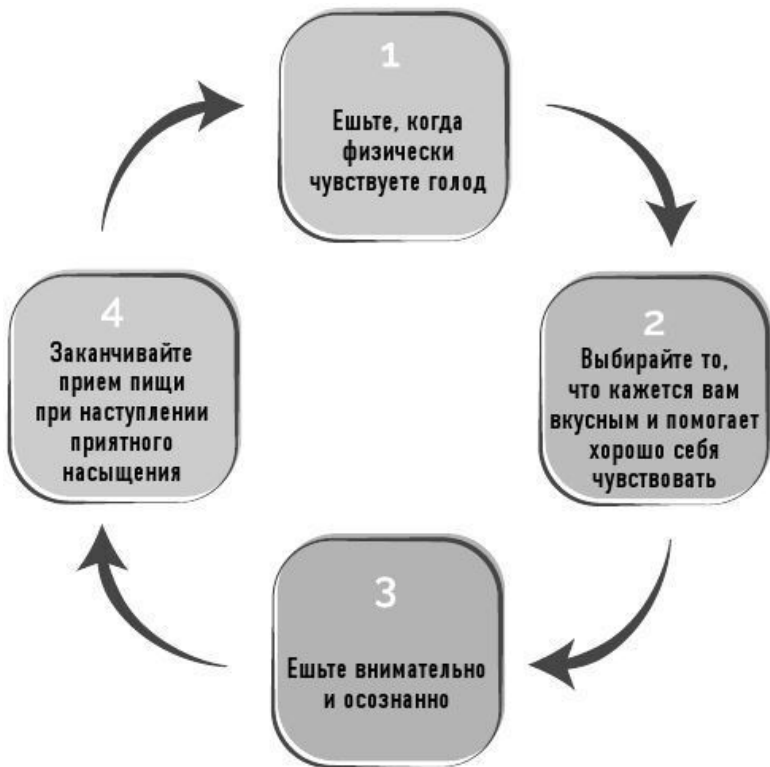 1
Ешьте, когда
физически
чувствуете голод
2
Выбирайте то,
что кажется вам
вкусным и помогает
хорошо себя
чувствовать
3
Ешьте внимательно
и осознанно
4
Заканчивайте
прием пищи
при наступлении
приятного
насыщения